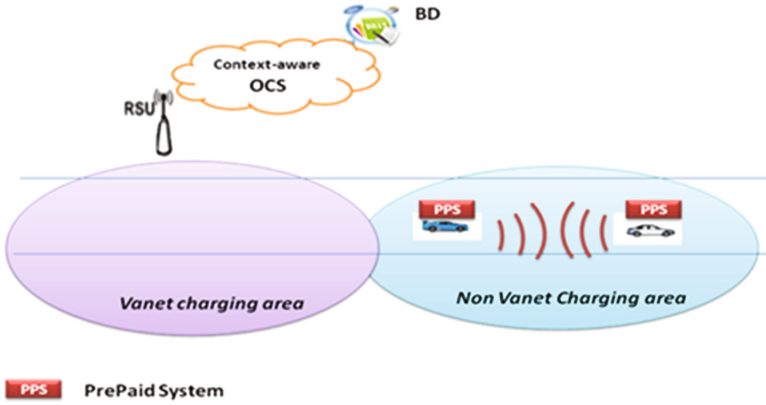 BD
Context-aware
OCS
RSU
PPS
PPS
Vanet charging area
Non Vanet Charging area
PPS
PrePaid System